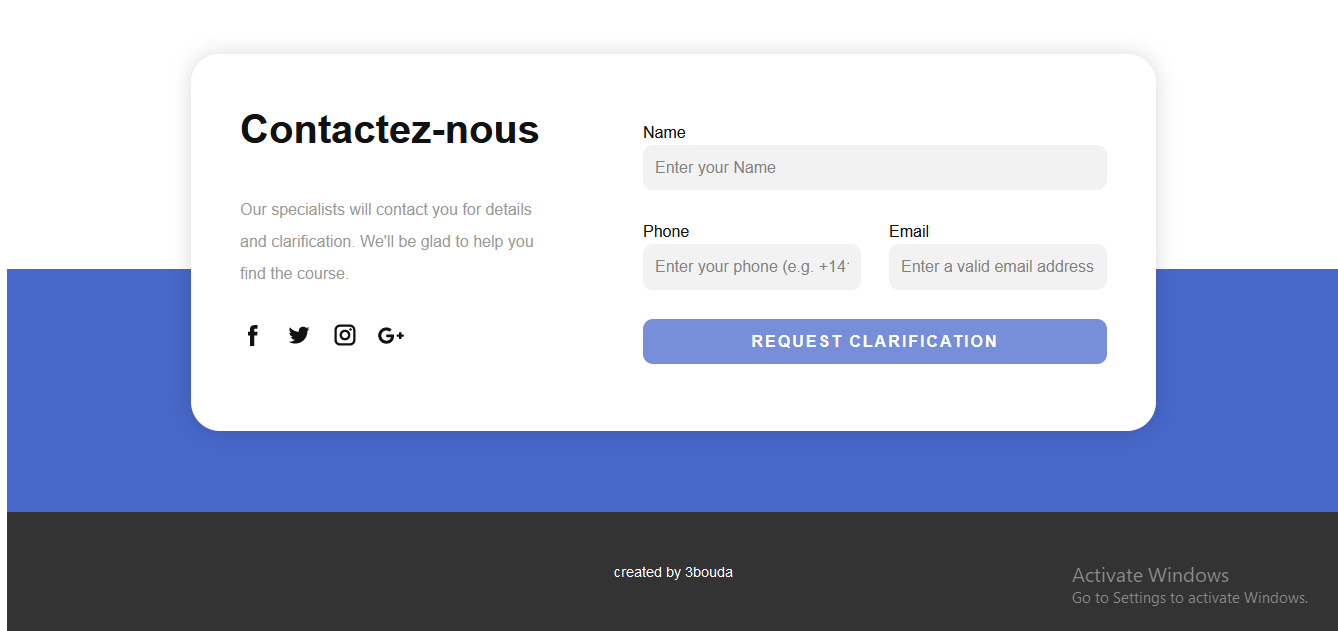 Contactez-nous
Our specialists will contact you for details
and clarification. We'll be glad to help you
find the course.
Name
Enter your Name
Phone
Enter your phone (e.g. +14
Email
Enter a valid email address
REQUEST CLARIFICATION
created by 3bouda
Activate Windows
Go to Settings to activate Windows.